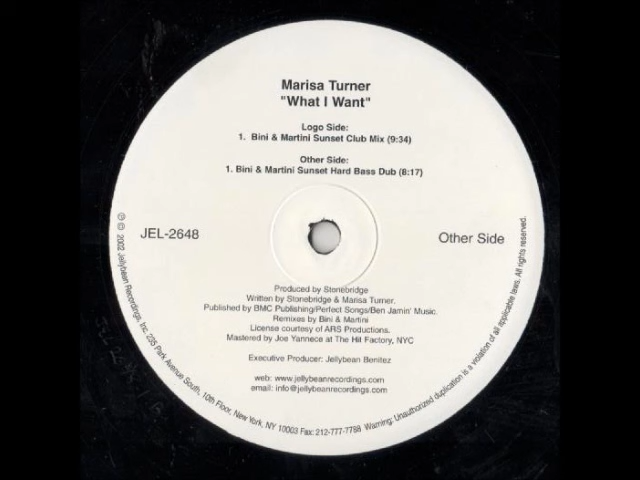 Marisa Turner
"What I Want"
Logo Side:
1. Bini & Martini Sunset Club Mix (9:34)
Other Side:
1. Bini & Martini Sunset Hard Bass Dub (8:17)
JEL-2648
Other Side
Produced by Stonebridge
Written by Stonebridge & Marisa Turner.
Published by BMC Publishing/Perfect Songs/Ben Jamin' Music.
Remixes by Bini & Martini
License courtesy of ARS Productions.
Mastered by Joe Yannece at The Hit Factory, NYC
Executive Producer: Jellybean Benitez
web: www.jellybeanrecordings.com
email: info@jellybeanrecordings.com
℗ © 2002 Jellybean Recordings, Inc. 235 Park Avenue South, 10th Floor, New York, NY 10003 Fax: 212-777-7788 Warning: Unauthorized duplication is a violation of all applicable laws. All rights reserved.